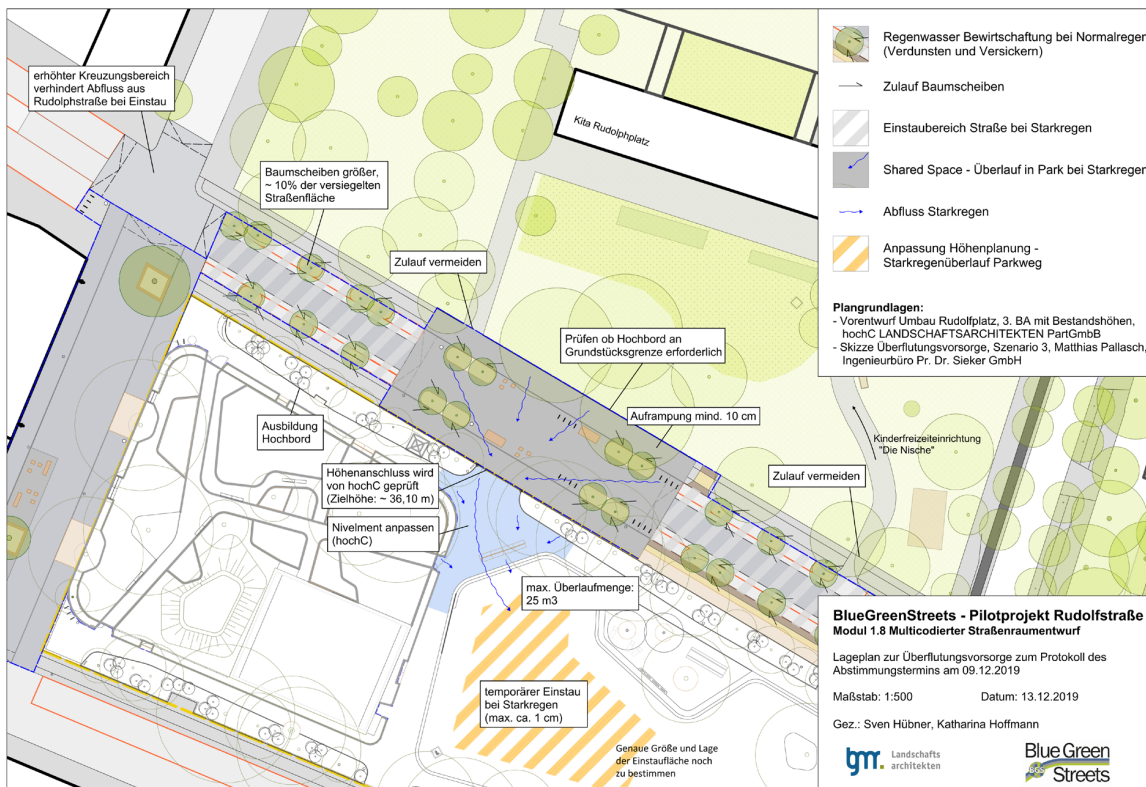 erhöhter Kreuzungsbereich
verhindert Abfluss aus
Rudolphstraße bei Einstau
Kita Rudolphplatz
Baumscheiben größer,
~ 10% der versiegelten
Straßenfläche
Zulauf vermeiden
Prüfen ob Hochbord an
Grundstücksgrenze erforderlich
Auframpung mind. 10 cm
Ausbildung
Hochbord
Kinderfreizeiteinrichtung
"Die Nische"
Zulauf vermeiden
Höhenanschluss wird
von hochC geprüft
(Zielhöhe: ~ 36,10 m)
Nivelment anpassen
(hochC)
max. Überlaufmenge:
25 m3
temporärer Einstau
bei Starkregen
(max. ca. 1 cm)
Genaue Größe und Lage
der Einstaufläche noch
zu bestimmen
Regenwasser Bewirtschaftung bei Normalregen
(Verdunsten und Versickern)
Zulauf Baumscheiben
Einstaubereich Straße bei Starkregen
Shared Space - Überlauf in Park bei Starkregen
Abfluss Starkregen
Anpassung Höhenplanung -
Starkregenüberlauf Parkweg
Plangrundlagen:
- Vorentwurf Umbau Rudolfplatz, 3. BA mit Bestandshöhen,
hochC LANDSCHAFTSARCHITEKTEN PartGmbB
- Skizze Überflutungsvorsorge, Szenario 3, Matthias Pallasch,
Ingenieurbüro Pr. Dr. Sieker GmbH
BlueGreenStreets - Pilotprojekt Rudolfstraße
Modul 1.8 Multicodierter Straßenraumentwurf
Lageplan zur Überflutungsvorsorge zum Protokoll des
Abstimmungstermins am 09.12.2019
Maßstab: 1:500 Datum: 13.12.2019
Gez.: Sven Hübner, Katharina Hoffmann
bgmr. Landschafts
architekten
Blue Green
BGS
Streets